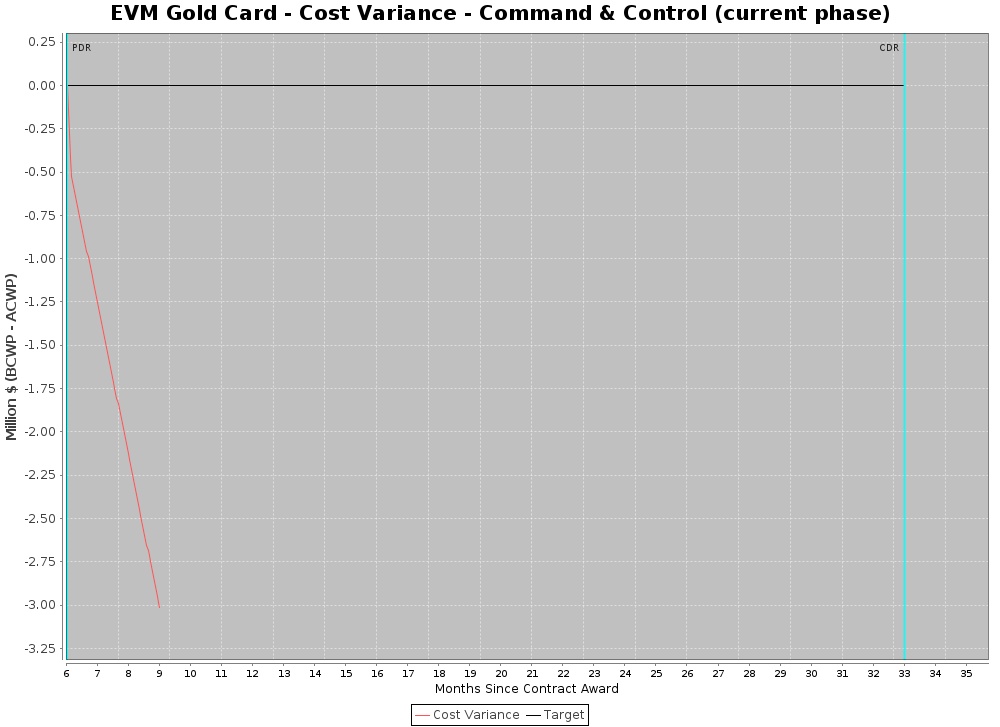 EVM Gold Card - Cost Variance - Command & Control (current phase)
0.25
0.00
-0.25
-0.50
-0.75
-1.00
-1.25
-1.50
-1.75
-2.00
-2.25
-2.50
-2.75
-3.00
-3.25
Million $ (BCWP - ACWP)
PDR
CDR
6 7 8 9 10 11 12 13 14 15 16 17 18 19 20 21 22 23 24 25 26 27 28 29 30 31 32 33 34 35
Months Since Contract Award
Cost Variance Target